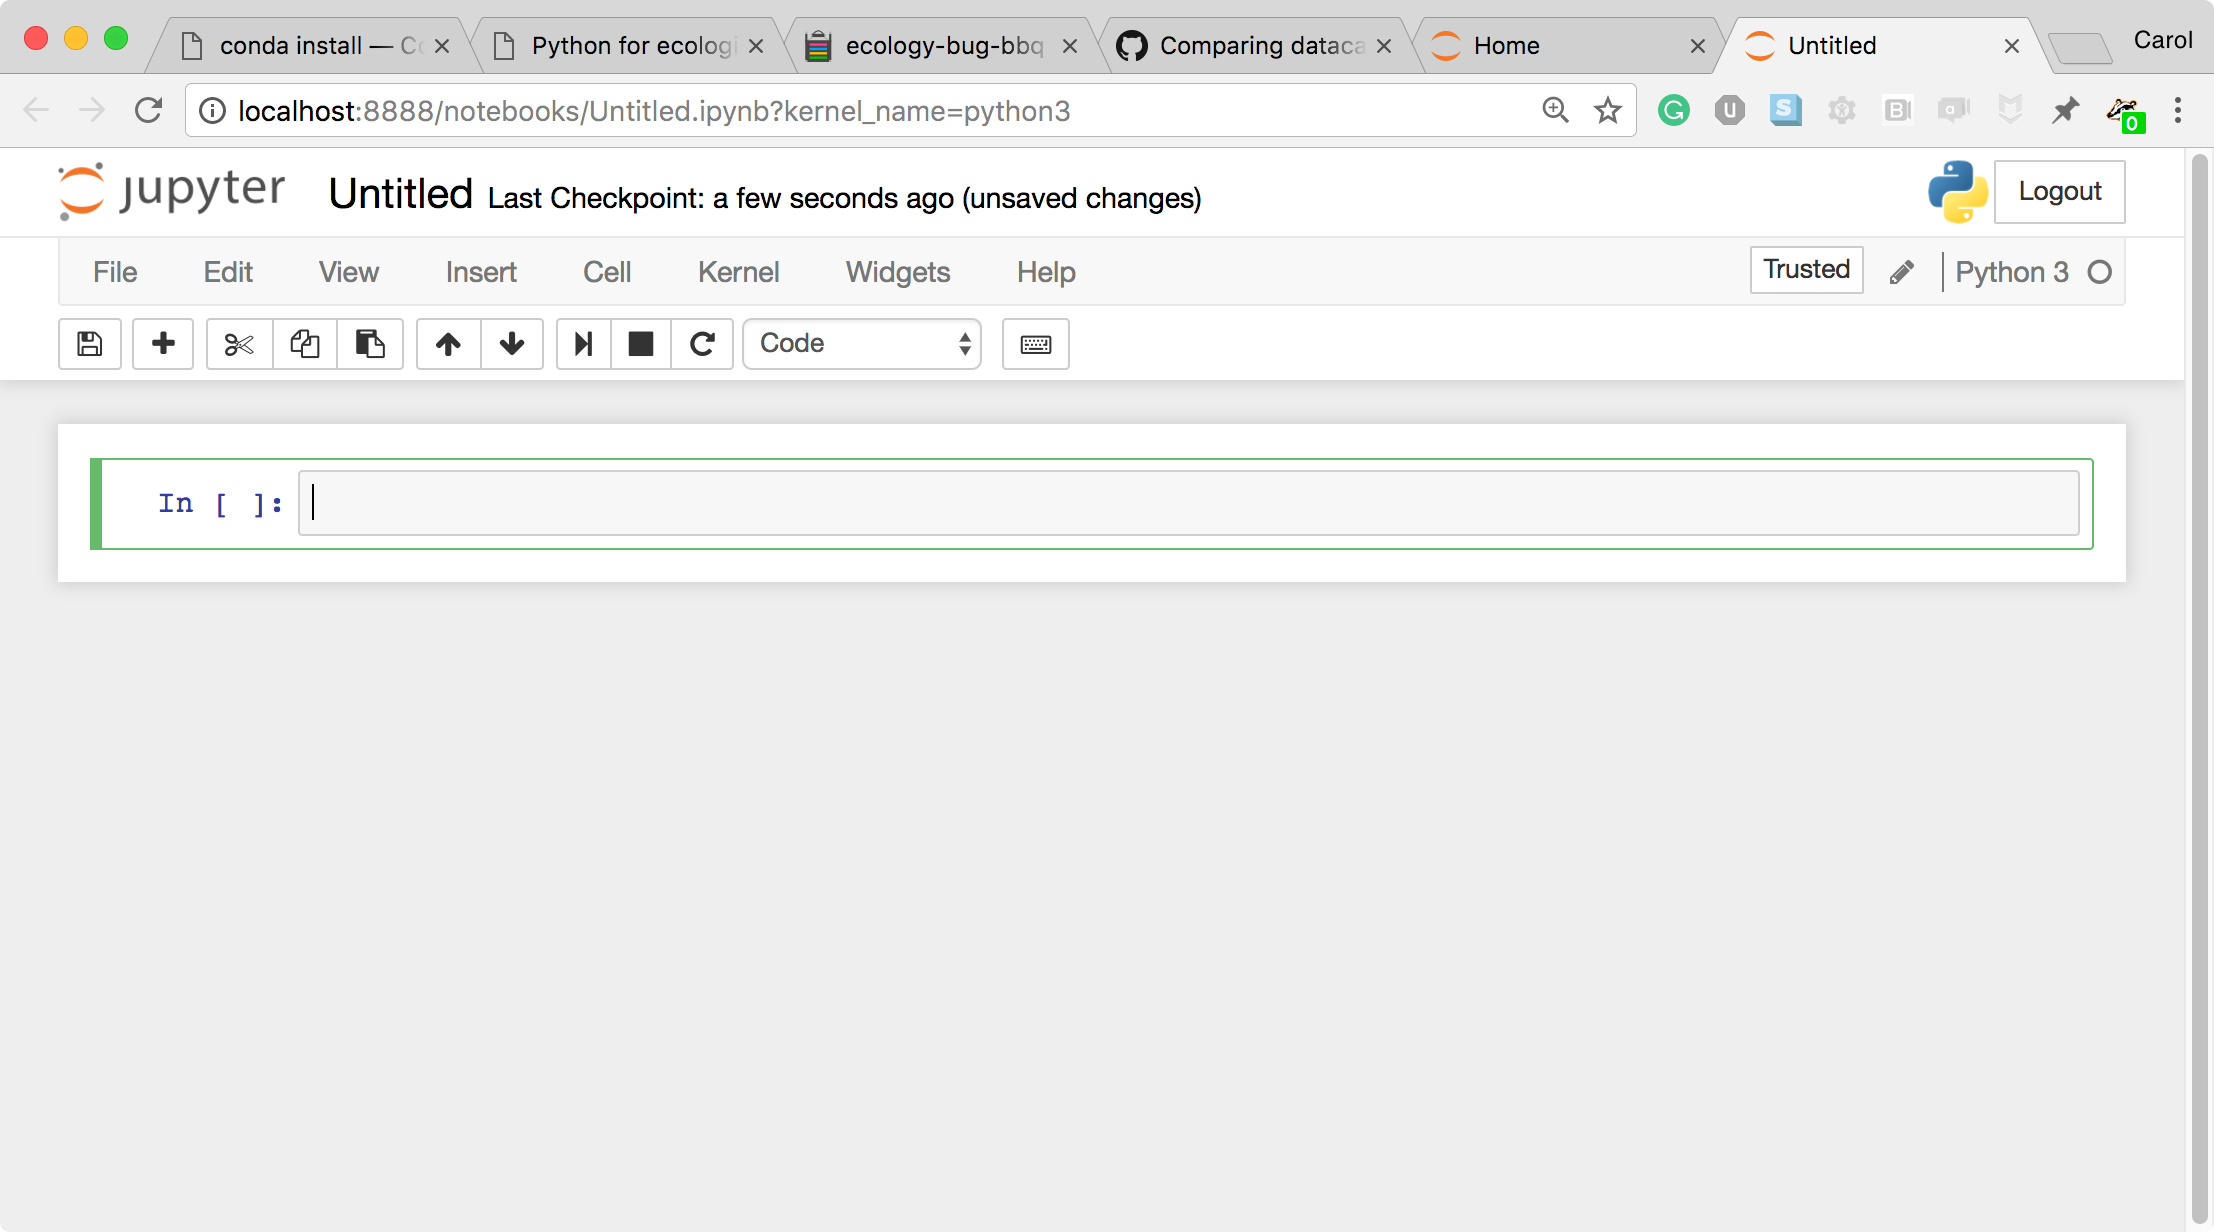 conda install — Co
Python for ecologi
ecology-bug-bbq
Comparing dataca
Home
Untitled
Carol
localhost:8888/notebooks/Untitled.ipynb?kernel_name=python3
G
U
S
B
a
0
jupyter
Untitled Last Checkpoint: a few seconds ago (unsaved changes)
Logout
File Edit View Insert Cell Kernel Widgets Help
Trusted
Python 3
Code
In [ ]: